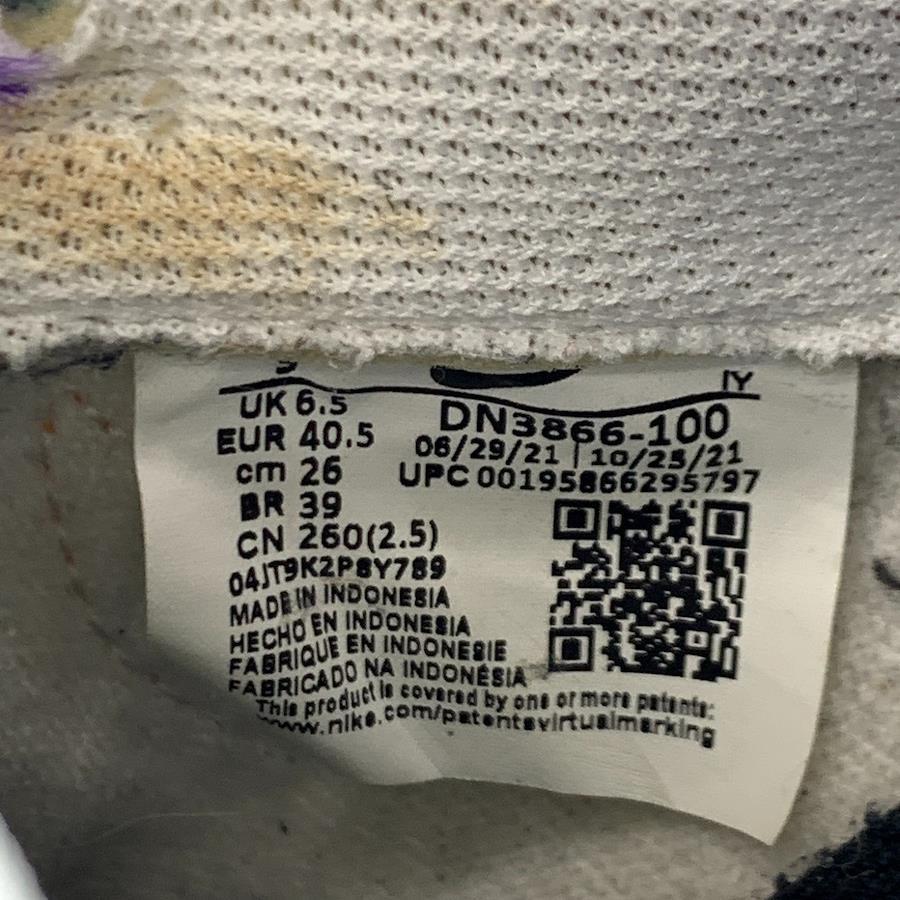 IY
UK 6.5
EUR 40.5
cm 26
BR 39
CN 260(2.5)
DN3866-100
06/29/21 | 10/25/21
UPC 00195866295797
04JT9K2P8Y789
MADE IN INDONESIA
HECHO EN INDONESIA
FABRIQUE EN INDONESIE
FABRICADO NA INDONÉSIA
This product is covered by one or more patents:
www.nike.com/patentsvirtualmarking